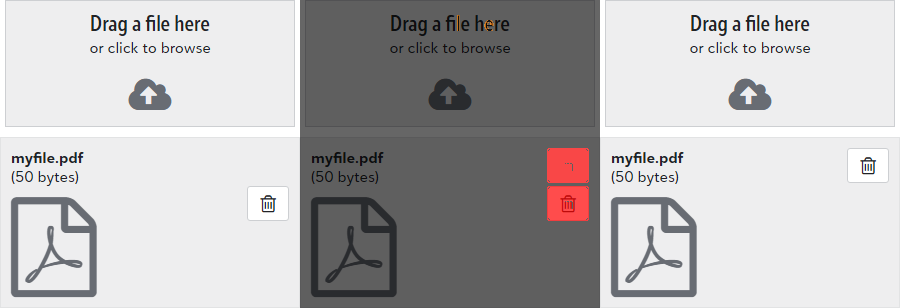 Drag a file here
or click to browse
myfile.pdf
(50 bytes)
Drag a file here
or click to browse
myfile.pdf
(50 bytes)
Drag a file here
or click to browse
myfile.pdf
(50 bytes)